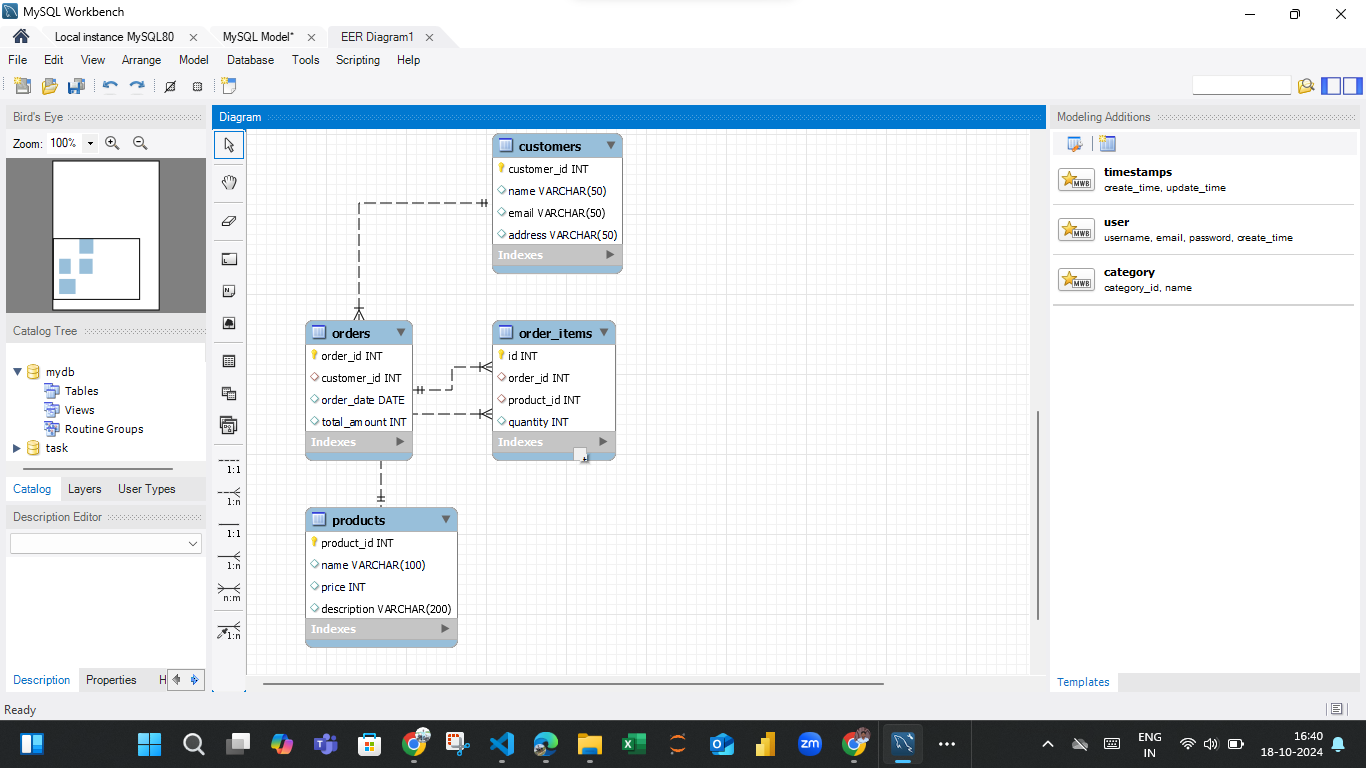 MySQL Workbench
Local instance MySQL80
MySQL Model*
EER Diagram1
File Edit View Arrange Model Database Tools Scripting Help
Bird's Eye
Zoom: 100%
Catalog Tree
mydb
Tables
Views
Routine Groups
task
Catalog Layers User Types
Description Editor
Description Properties H
Diagram
1:1
1:n
1:1
1:n
n:m
1:n
customers
customer_id INT
name VARCHAR(50)
email VARCHAR(50)
address VARCHAR(50)
Indexes
orders
order_id INT
customer_id INT
order_date DATE
total_amount INT
Indexes
order_items
id INT
order_id INT
product_id INT
quantity INT
Indexes
products
product_id INT
name VARCHAR(100)
price INT
description VARCHAR(200)
Indexes
Modeling Additions
MWB
timestamps
create_time, update_time
MWB
user
username, email, password, create_time
MWB
category
category_id, name
Templates
Ready
zm
ENG
IN
16:40
18-10-2024